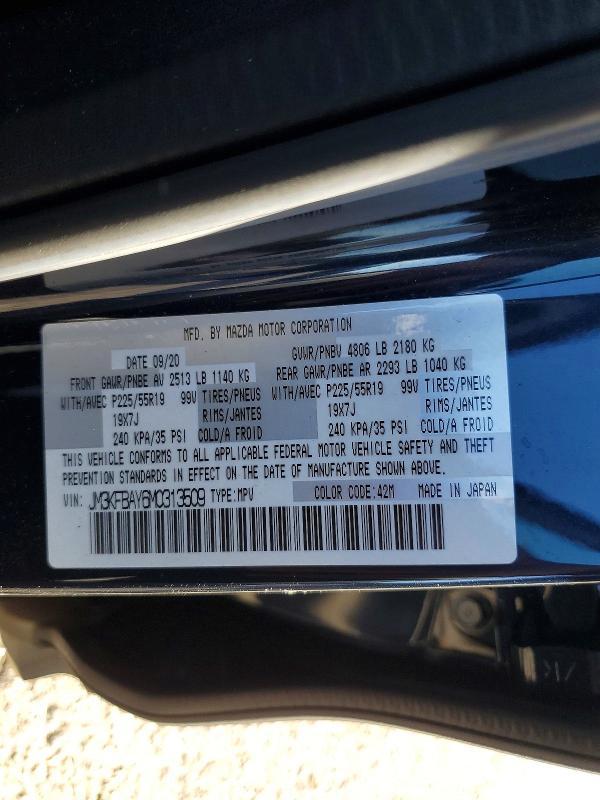 MFD. BY MAZDA MOTOR CORPORATION
DATE 09/20 GVWR/PNBV 4806 LB 2180 KG
FRONT GAWR/PNBE AV 2513 LB 1140 KG REAR GAWR/PNBE AR 2293 LB 1040 KG
WITH/AVEC P225/55R19 99V TIRES/PNEUS WITH/AVEC P225/55R19 99V TIRES/PNEUS
19X7J RIMS/JANTES 19X7J RIMS/JANTES
240 KPA/35 PSI COLD/A FROID 240 KPA/35 PSI COLD/A FROID
THIS VEHICLE CONFORMS TO ALL APPLICABLE FEDERAL MOTOR VEHICLE SAFETY AND THEFT
PREVENTION STANDARDS IN EFFECT ON THE DATE OF MANUFACTURE SHOWN ABOVE.
VIN: JM3KFBAY6M0313509 TYPE:MPV COLOR CODE:42M MADE IN JAPAN